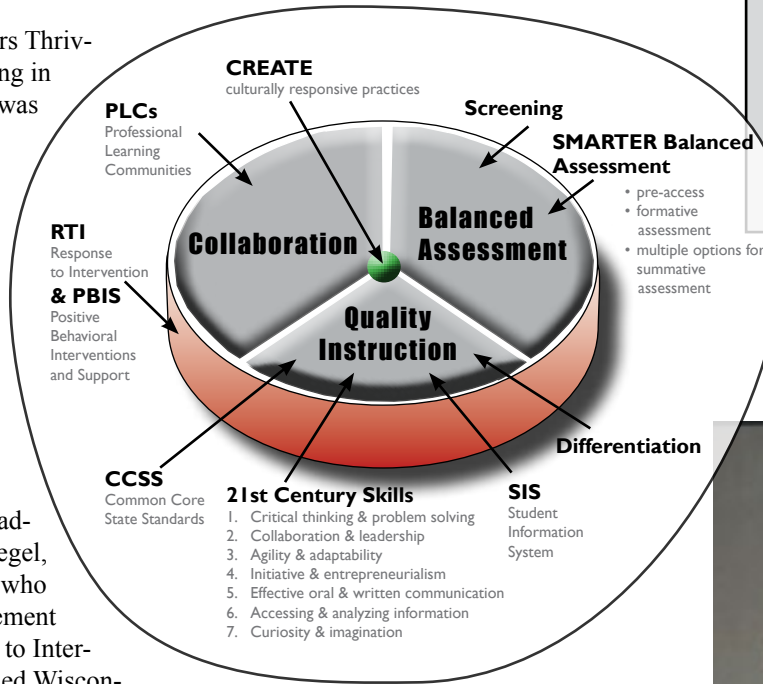 rs Thriv-
ng in
was
CREATE
culturally responsive practices
PLCs
Professional
Learning
Communities
Screening
SMARTER Balanced
Assessment
• pre-access
• formative
assessment
• multiple options for
summative
assessment
RTI
Response
to Intervention
& PBIS
Positive
Behavioral
Interventions
and Support
Collaboration
Balanced
Assessment
Quality
Instruction
CCSS
Common Core
State Standards
21st Century Skills
1. Critical thinking & problem solving
2. Collaboration & leadership
3. Agility & adaptability
4. Initiative & entrepreneurialism
5. Effective oral & written communication
6. Accessing & analyzing information
7. Curiosity & imagination
SIS
Student
Information
System
Differentiation
ad-
egel,
who
ement
to Inter-
ed Wiscon-